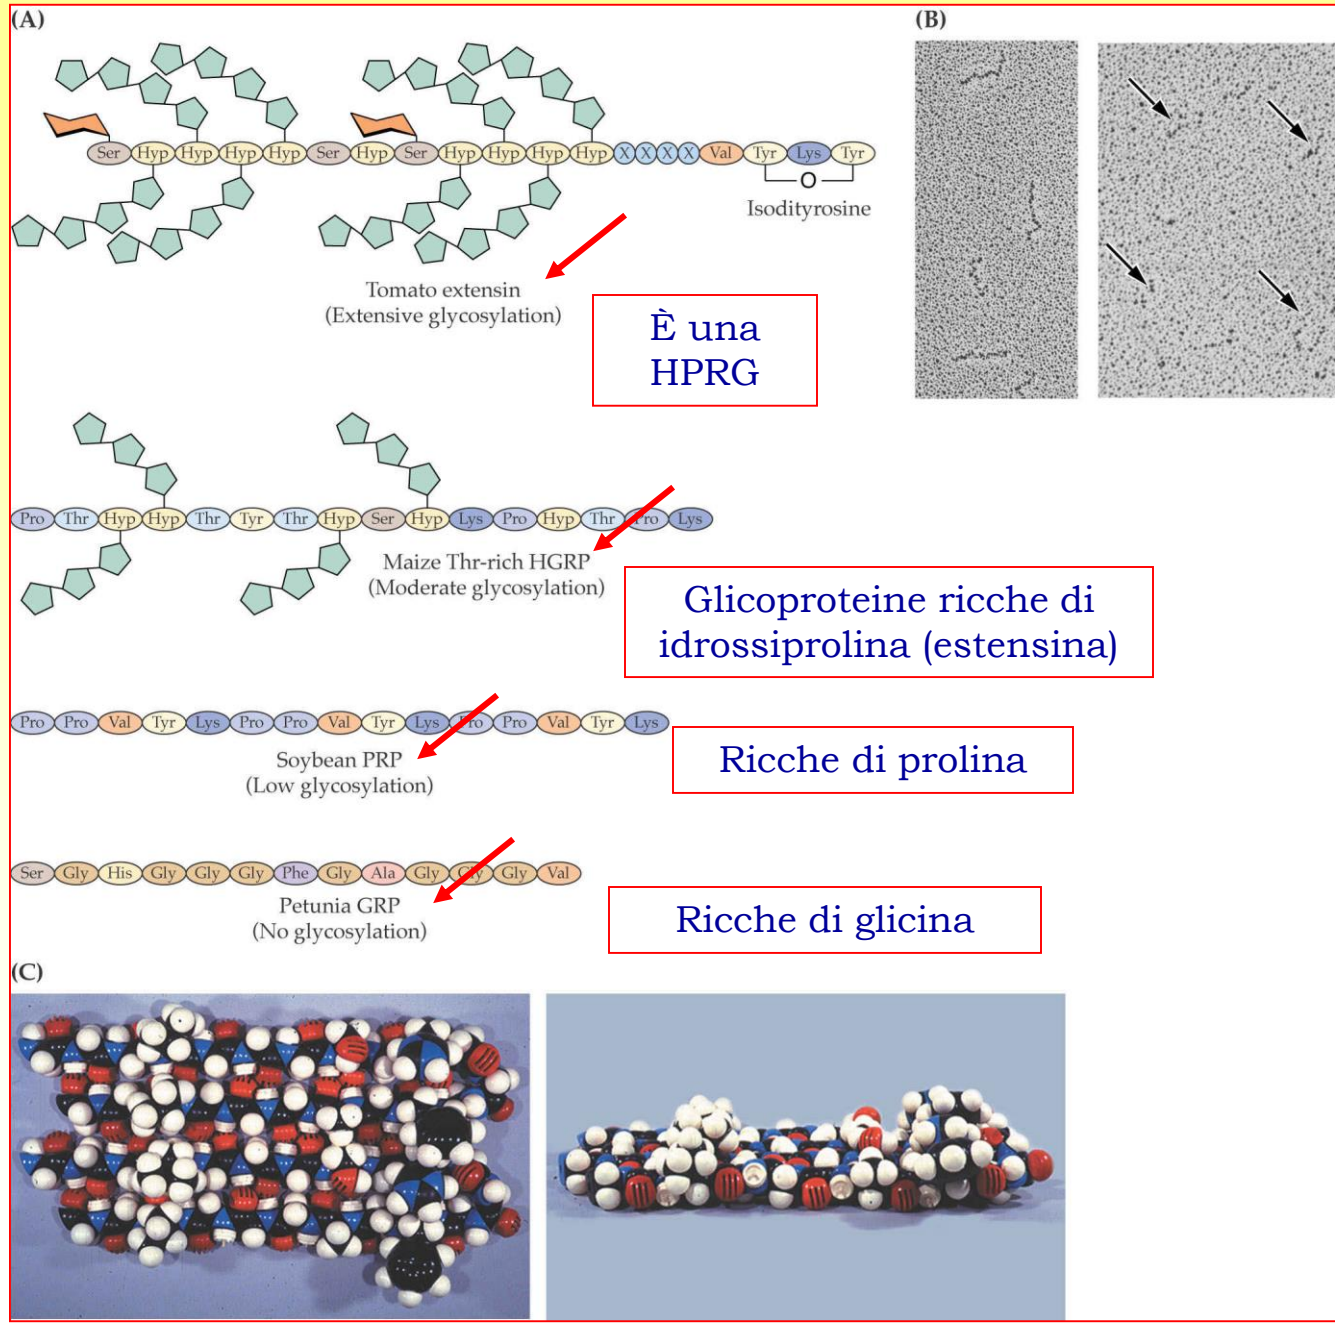 (A)
Ser Hyp Hyp Hyp Hyp Ser Hyp Ser Hyp Hyp Hyp Hyp X X X X Val Tyr Lys Tyr
O
Isodityrosine
Tomato extensin
(Extensive glycosylation)
È una
HPRG
Pro Thr Hyp Hyp Thr Tyr Thr Hyp Ser Hyp Lys Pro Hyp Thr Pro Lys
Maize Thr-rich HGRP
(Moderate glycosylation)
Glicoproteine ricche di
idrossiprolina (estensina)
Pro Pro Val Tyr Lys Pro Pro Val Tyr Lys Pro Pro Val Tyr Lys
Soybean PRP
(Low glycosylation)
Ricche di prolina
Ser Gly His Gly Gly Gly Phe Gly Ala Gly Gly Gly Val
Petunia GRP
(No glycosylation)
Ricche di glicina
(B)
(C)